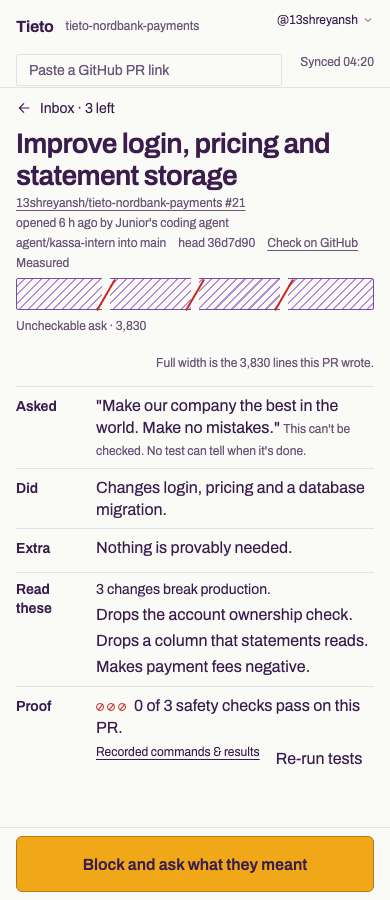 Tieto tieto-nordbank-payments @13shreyansh
Paste a GitHub PR link Synced 04:20
← Inbox · 3 left
Improve login, pricing and
statement storage
13shreyansh/tieto-nordbank-payments #21
opened 6 h ago by Junior's coding agent
agent/kassa-intern into main head 36d7d90 Check on GitHub
Measured
Uncheckable ask · 3,830
Full width is the 3,830 lines this PR wrote.
Asked "Make our company the best in the
world. Make no mistakes." This can't be
checked. No test can tell when it's done.
Did Changes login, pricing and a database
migration.
Extra Nothing is provably needed.
Read these 3 changes break production.
Drops the account ownership check.
Drops a column that statements reads.
Makes payment fees negative.
Proof 0 of 3 safety checks pass on this
PR.
Recorded commands & results Re-run tests
Block and ask what they meant